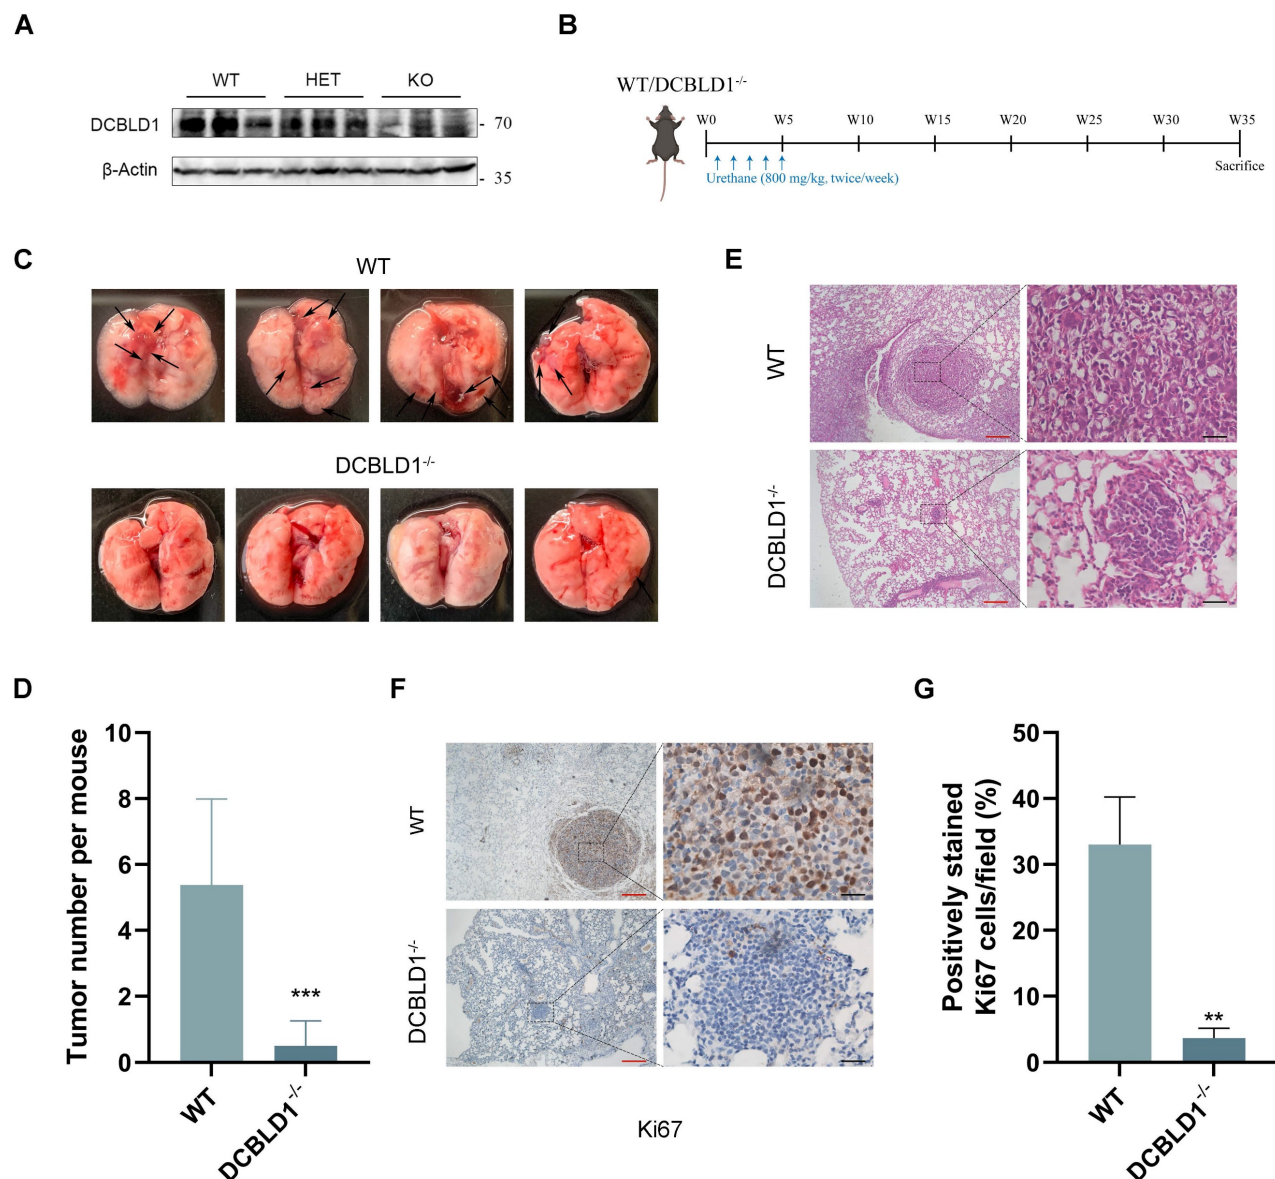 A
WT HET KO
DCBLD1
- 70
β-Actin
- 35
B
WT/DCBLD1-/-
W0 W5 W10 W15 W20 W25 W30 W35
Urethane (800 mg/kg, twice/week)
Sacrifice
C
WT
DCBLD1-/-
E
WT
DCBLD1-/-
D
Tumor number per mouse
10
8
6
4
2
0
***
WT
DCBLD1-/-
F
WT
DCBLD1-/-
Ki67
G
Positively stained
Ki67 cells/field (%)
50
40
30
20
10
0
**
WT
DCBLD1-/-